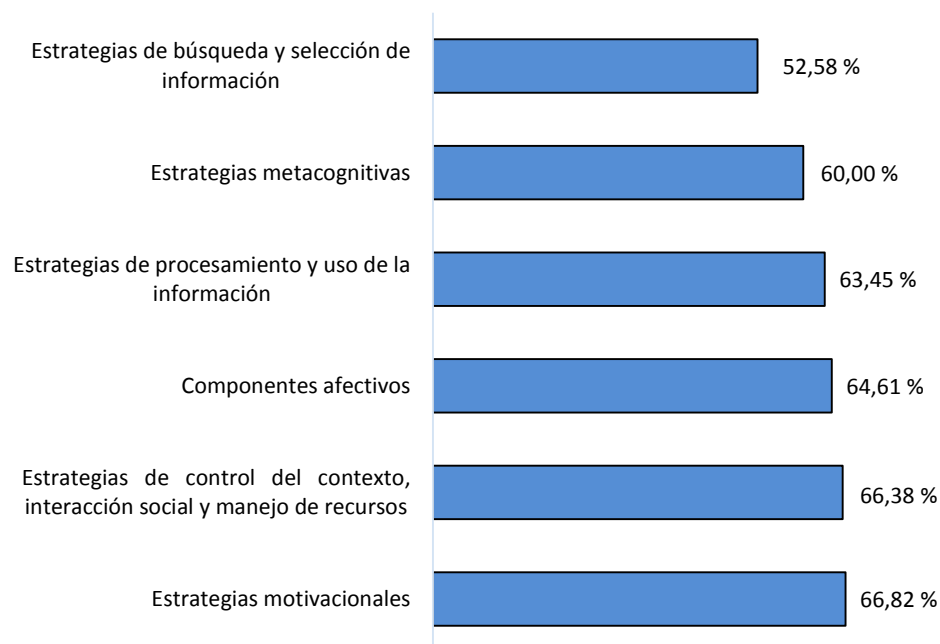 Estrategias de búsqueda y selección de
información
52,58 %
Estrategias metacognitivas
60,00 %
Estrategias de procesamiento y uso de la
información
63,45 %
Componentes afectivos
64,61 %
Estrategias de control del contexto,
interacción social y manejo de recursos
66,38 %
Estrategias motivacionales
66,82 %